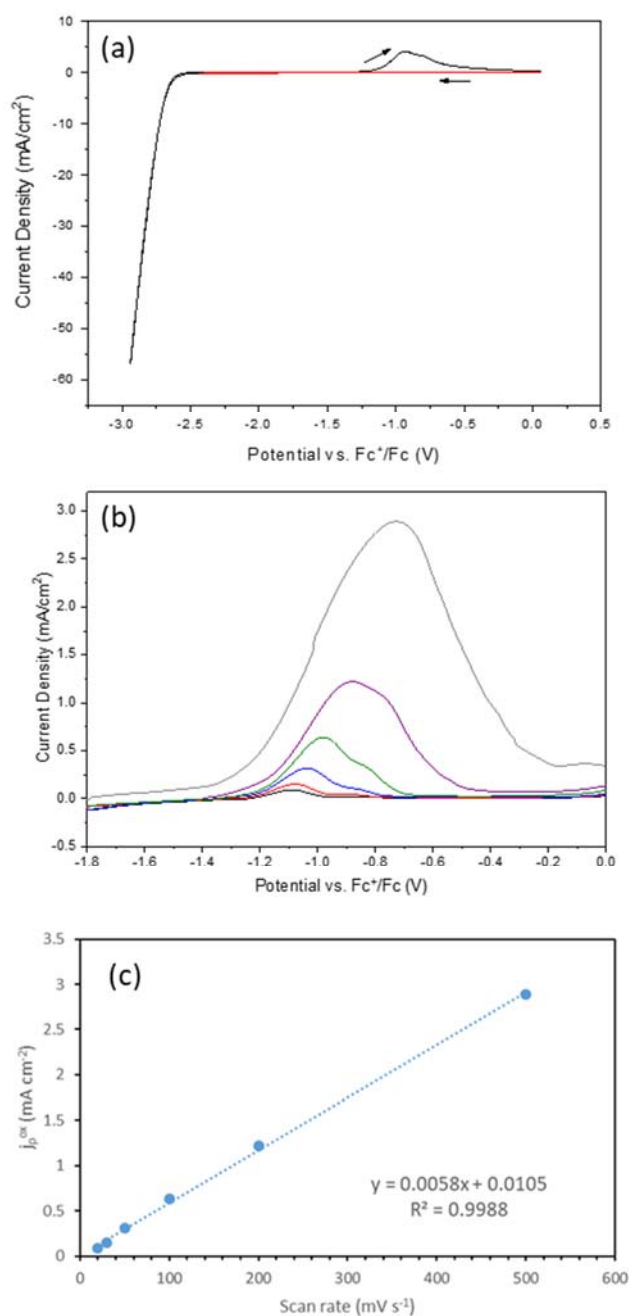 (a)
10
0
-10
-20
-30
-40
-50
-60
Current Density (mA/cm²)
-3.0 -2.5 -2.0 -1.5 -1.0 -0.5 0.0 0.5
Potential vs. Fc⁺/Fc (V)
(b)
3.0
2.5
2.0
1.5
1.0
0.5
0.0
-0.5
Current Density (mA/cm²)
-1.8 -1.6 -1.4 -1.2 -1.0 -0.8 -0.6 -0.4 -0.2 0.0
Potential vs. Fc⁺/Fc (V)
(c)
3.5
3
2.5
2
1.5
1
0.5
0
jₚᵒˣ (mA cm⁻²)
y = 0.0058x + 0.0105
R² = 0.9988
0 100 200 300 400 500 600
Scan rate (mV s⁻¹)